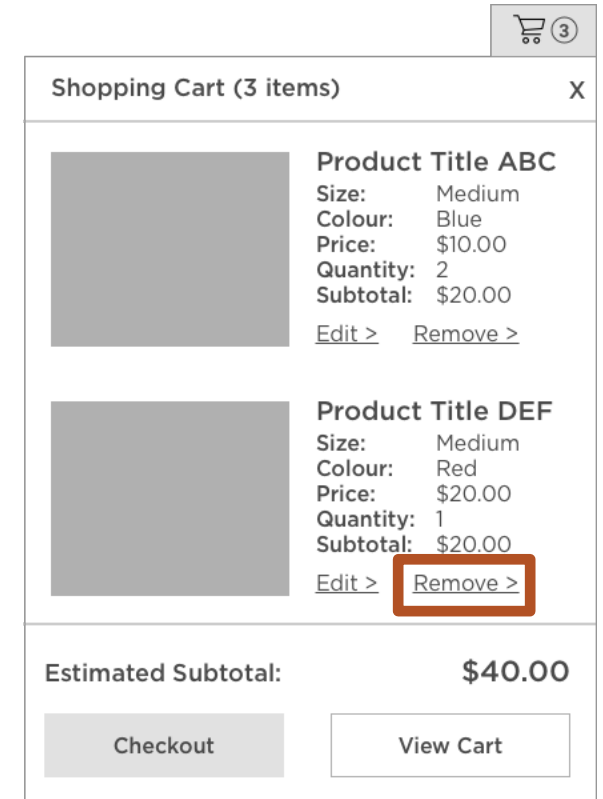 3
Shopping Cart (3 items) X
Product Title ABC
Size: Medium
Colour: Blue
Price: $10.00
Quantity: 2
Subtotal: $20.00
Edit > Remove >
Product Title DEF
Size: Medium
Colour: Red
Price: $20.00
Quantity: 1
Subtotal: $20.00
Edit > Remove >
Estimated Subtotal: $40.00
Checkout View Cart